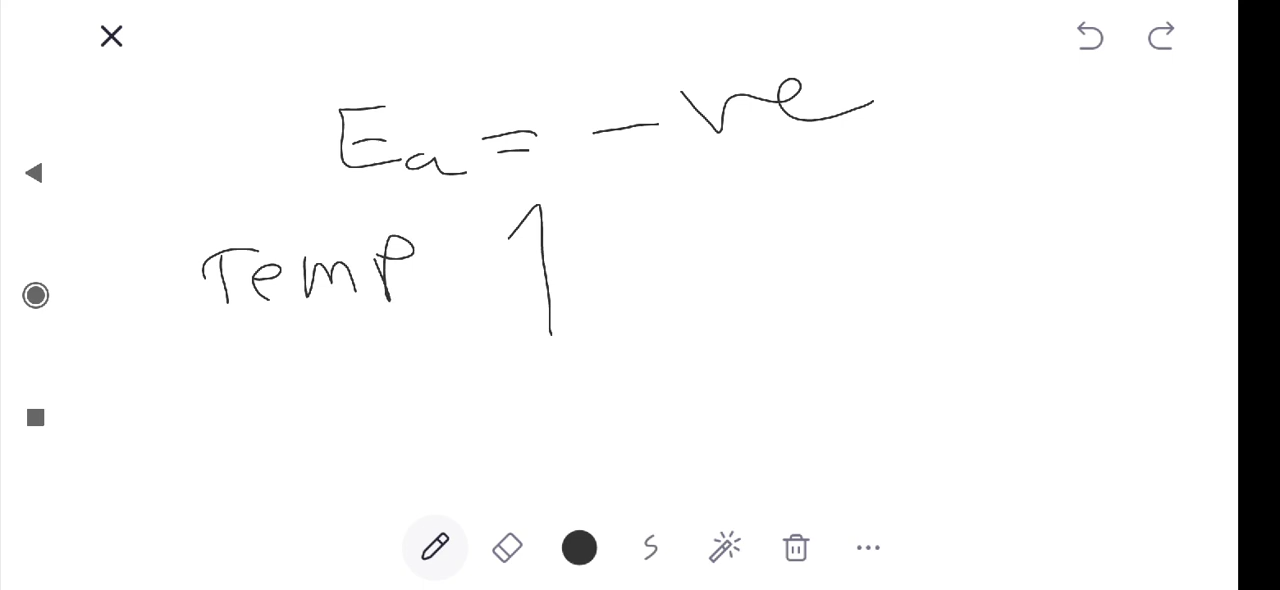 Ea = - ve
Temp ↑